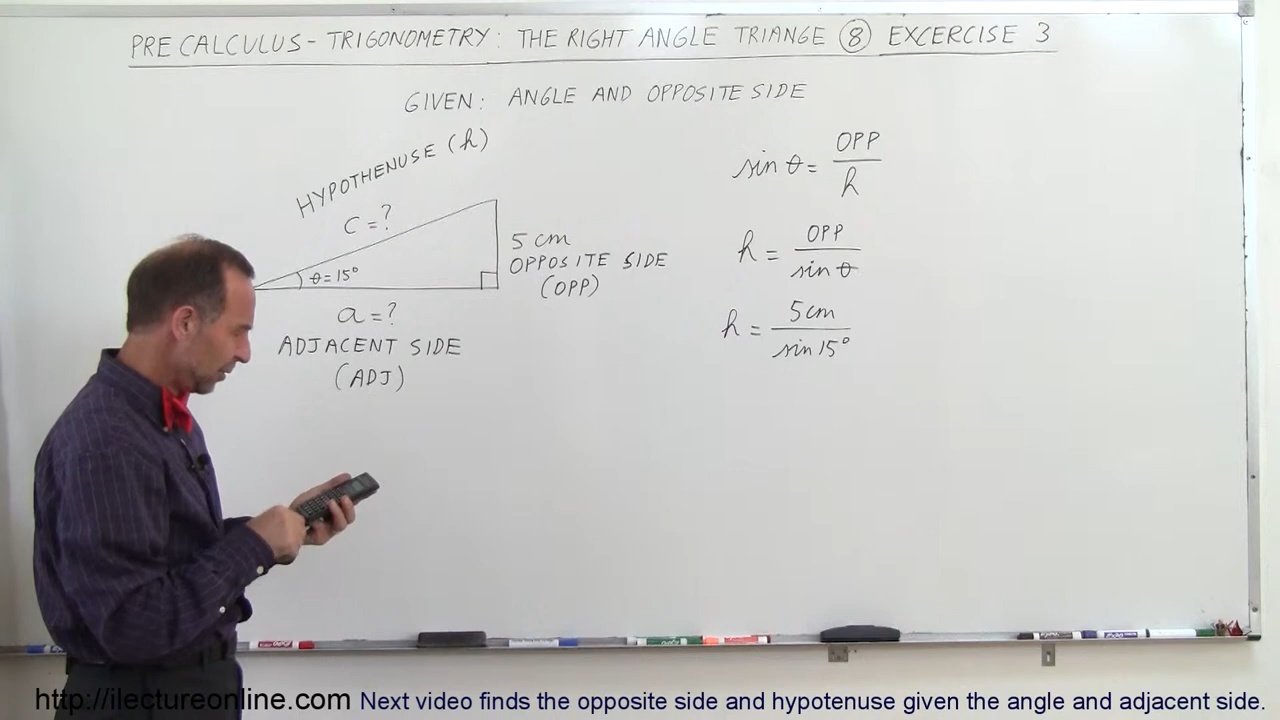 PRE CALCULUS - TRIGONOMETRY: THE RIGHT ANGLE TRIANGE ⑧ EXCERCISE 3
GIVEN: ANGLE AND OPPOSITE SIDE
HYPOTHENUSE (h)
c = ?
θ = 15°
5 cm
OPPOSITE SIDE
(OPP)
a = ?
ADJACENT SIDE
(ADJ)
sin θ = OPP / h
h = OPP / sin θ
h = 5 cm / sin 15°
http://ilectureonline.com Next video finds the opposite side and hypotenuse given the angle and adjacent side.